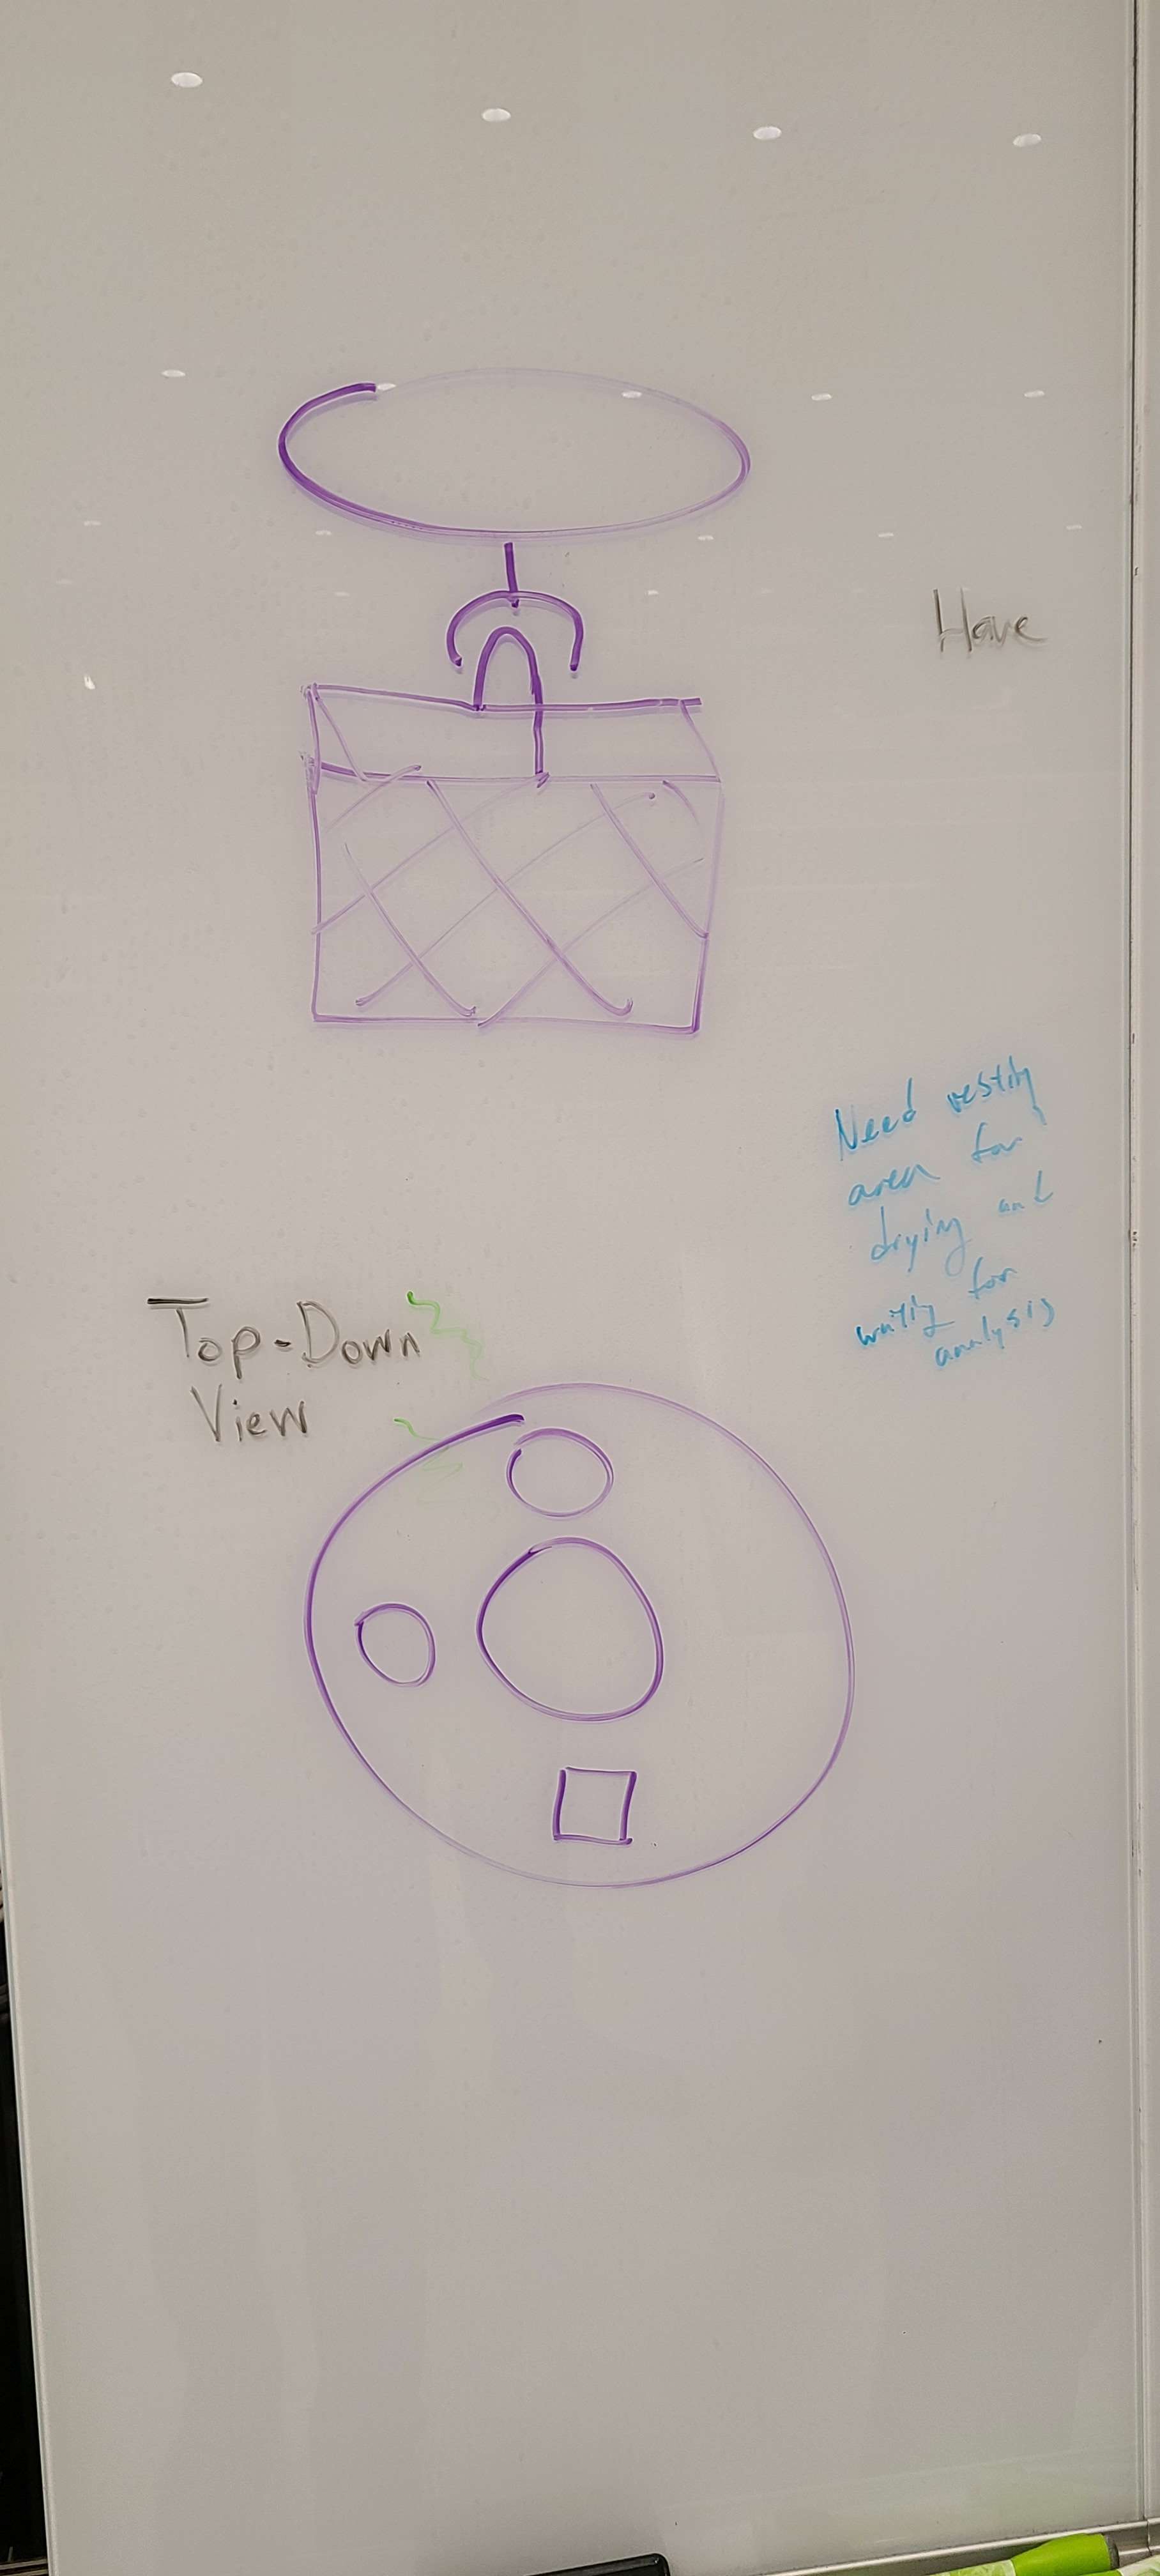 Have
Need resting
area for
drying and
waiting for
analysis
Top-Down
View